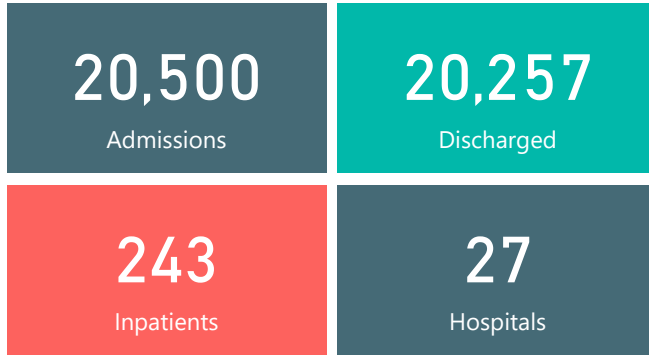 20,500
Admissions
20,257
Discharged
243
Inpatients
27
Hospitals